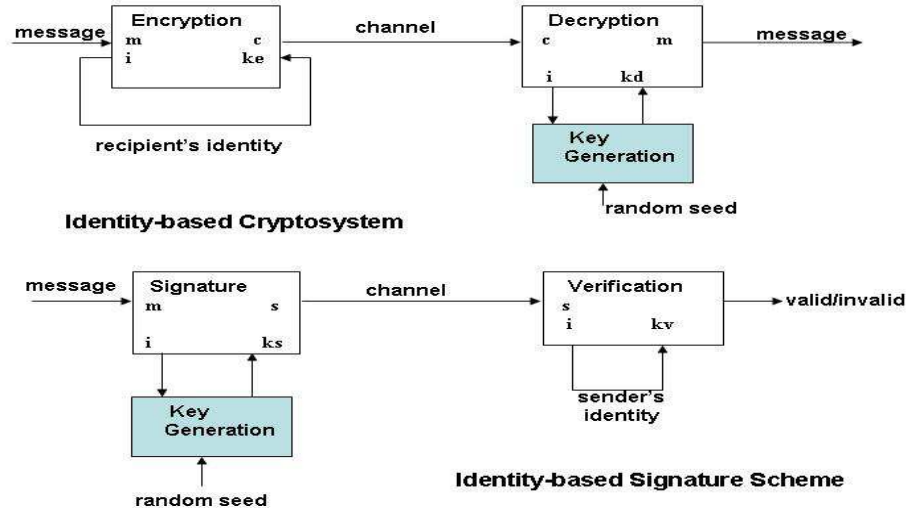 Encryption
message
m c
i ke
recipient's identity
channel
Decryption
c m
i kd
message
Key
Generation
random seed
Identity-based Cryptosystem
message
Signature
m s
i ks
Key
Generation
random seed
channel
Verification
s
i kv
sender's
identity
valid/invalid
Identity-based Signature Scheme